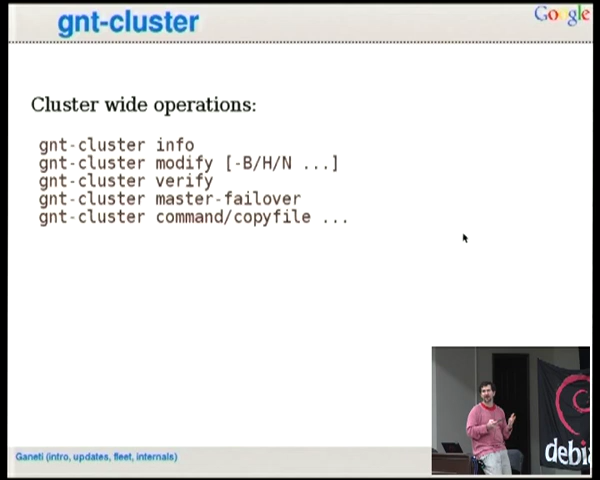 gnt-cluster
Google
Cluster wide operations:
gnt-cluster info
gnt-cluster modify [-B/H/N ...]
gnt-cluster verify
gnt-cluster master-failover
gnt-cluster command/copyfile ...
Ganeti (intro, updates, fleet, internals)
debi